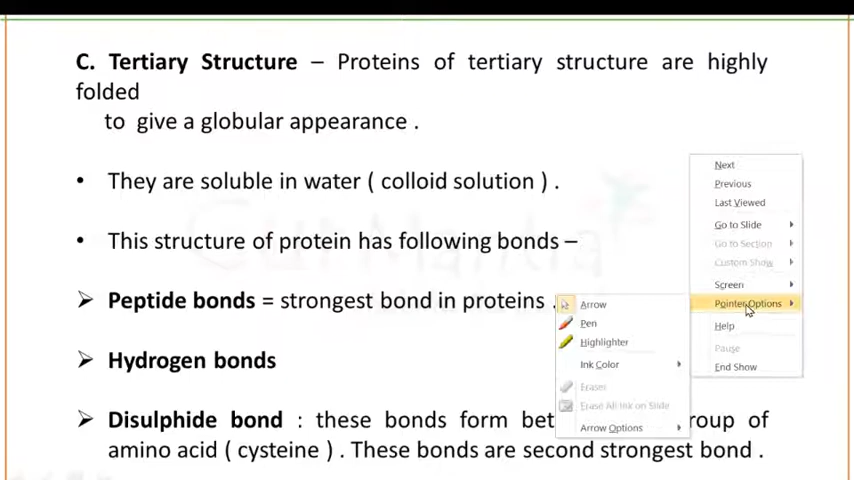 C. Tertiary Structure – Proteins of tertiary structure are highly
folded
to give a globular appearance .
• They are soluble in water ( colloid solution ) .
• This structure of protein has following bonds –
➢ Peptide bonds = strongest bond in proteins .
➢ Hydrogen bonds
➢ Disulphide bond : these bonds form bet roup of
amino acid ( cysteine ) . These bonds are second strongest bond .
Next
Previous
Last Viewed
Go to Slide
Go to Section
Custom Show
Screen
Pointer Options
Help
Pause
End Show
Arrow
Pen
Highlighter
Ink Color
Eraser
Erase All Ink on Slide
Arrow Options